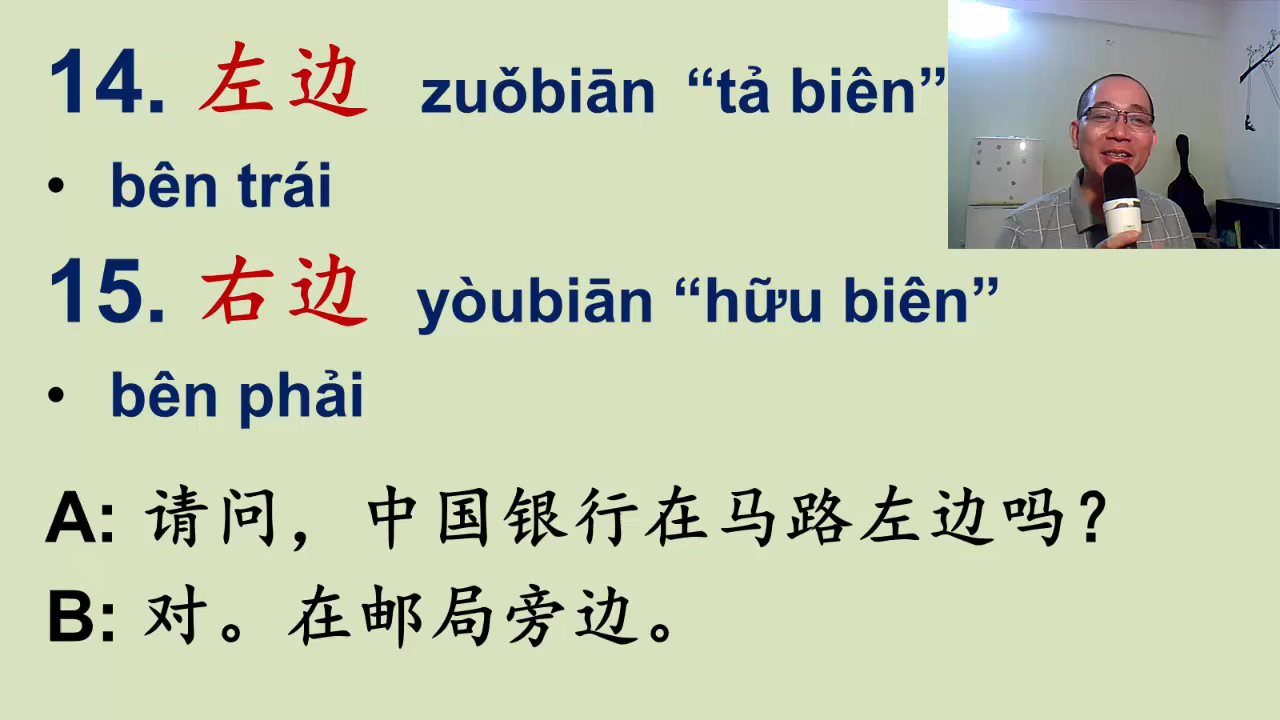 14. 左边 zuǒbiān “tả biên”
• bên trái
15. 右边 yòubiān “hữu biên”
• bên phải
A: 请问，中国银行在马路左边吗？
B: 对。在邮局旁边。